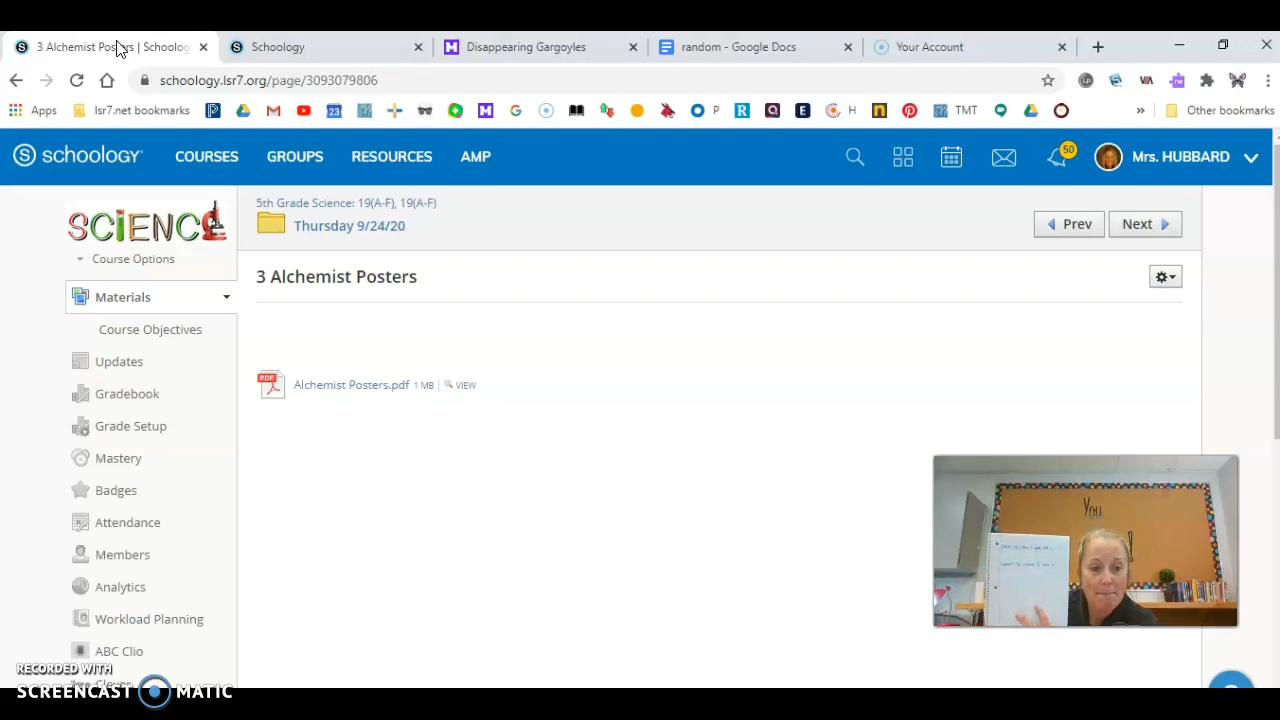 3 Alchemist Posters | Schoolog
Schoology
Disappearing Gargoyles
random - Google Docs
Your Account
schoology.lsr7.org/page/3093079806
Apps
lsr7.net bookmarks
P
H
TMT
Other bookmarks
schoology
COURSES
GROUPS
RESOURCES
AMP
50
Mrs. HUBBARD
SCIENCE
Course Options
Materials
Course Objectives
Updates
Gradebook
Grade Setup
Mastery
Badges
Attendance
Members
Analytics
Workload Planning
ABC Clio
5th Grade Science: 19(A-F), 19(A-F)
Thursday 9/24/20
Prev
Next
3 Alchemist Posters
PDF
Alchemist Posters.pdf 1 MB VIEW
You
!
RECORDED WITH
SCREENCAST MATIC